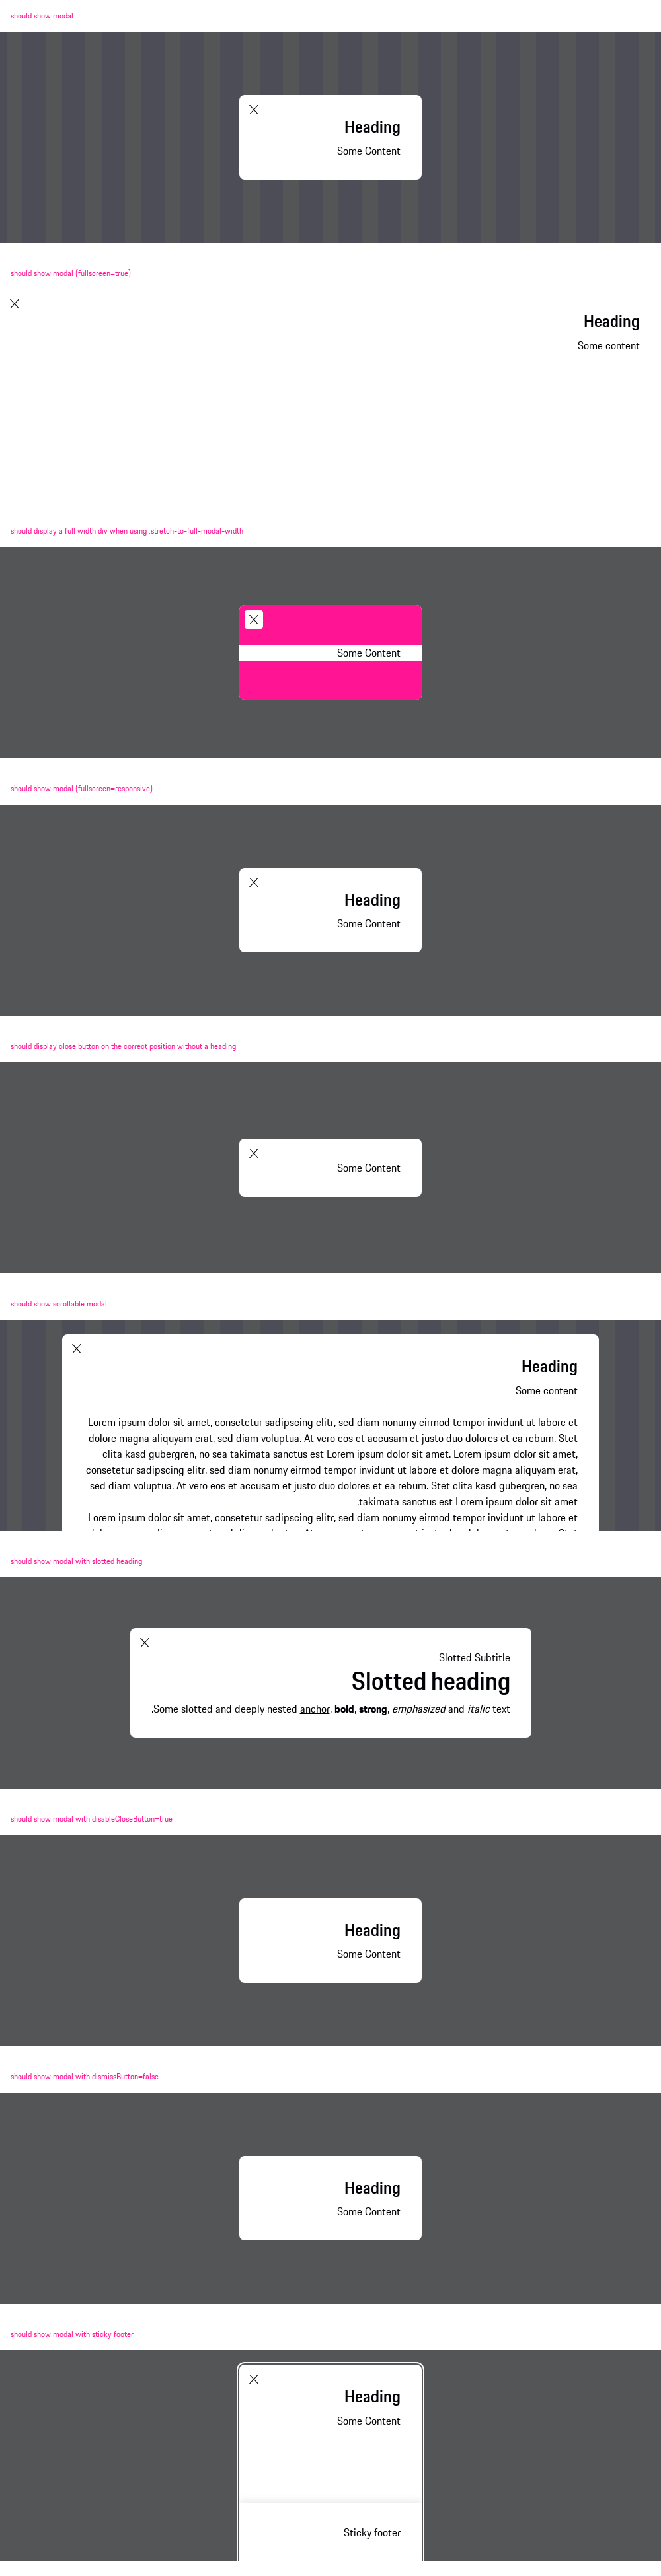 should show modal
Heading
Some Content
should show modal (fullscreen=true)
Heading
Some content
should display a full width div when using .stretch-to-full-modal-width
Some Content
should show modal (fullscreen=responsive)
Heading
Some Content
should display close button on the correct position without a heading
Some Content
should show scrollable modal
Heading
Some content
Lorem ipsum dolor sit amet, consetetur sadipscing elitr, sed diam nonumy eirmod tempor invidunt ut labore et
dolore magna aliquyam erat, sed diam voluptua. At vero eos et accusam et justo duo dolores et ea rebum. Stet
clita kasd gubergren, no sea takimata sanctus est Lorem ipsum dolor sit amet. Lorem ipsum dolor sit amet,
consetetur sadipscing elitr, sed diam nonumy eirmod tempor invidunt ut labore et dolore magna aliquyam erat,
sed diam voluptua. At vero eos et accusam et justo duo dolores et ea rebum. Stet clita kasd gubergren, no sea
.takimata sanctus est Lorem ipsum dolor sit amet
Lorem ipsum dolor sit amet, consetetur sadipscing elitr, sed diam nonumy eirmod tempor invidunt ut labore et
should show modal with slotted heading
Slotted Subtitle
Slotted heading
.Some slotted and deeply nested anchor, bold, strong, emphasized and italic text
should show modal with disableCloseButton=true
Heading
Some Content
should show modal with dismissButton=false
Heading
Some Content
should show modal with sticky footer
Heading
Some Content
Sticky footer